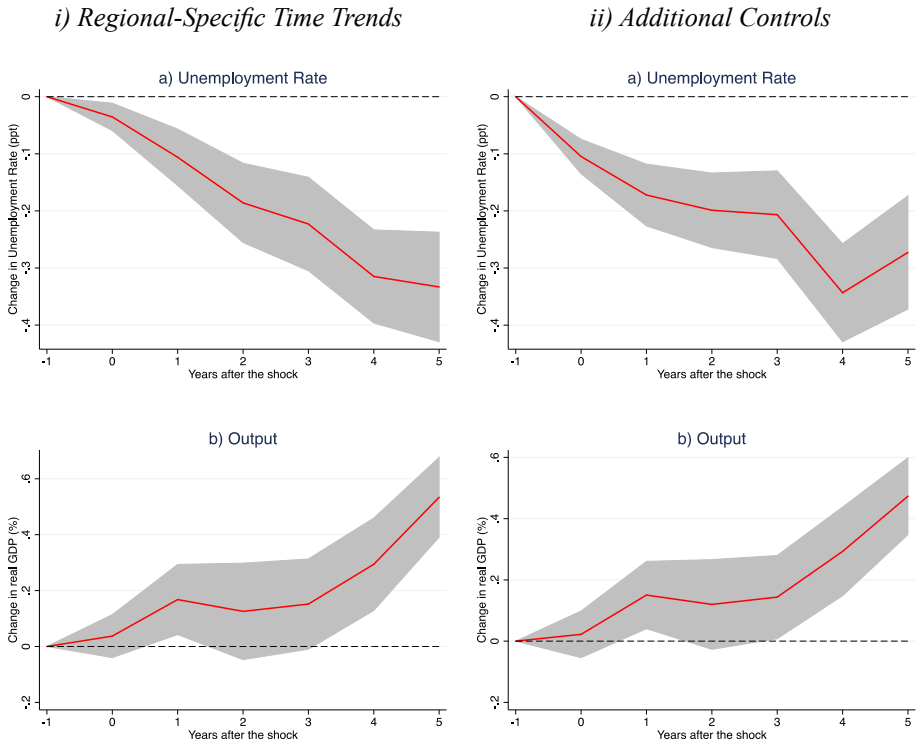 i) Regional-Specific Time Trends
ii) Additional Controls
a) Unemployment Rate
Change in Unemployment Rate (ppt)
0
-.1
-.2
-.3
-.4
-1 0 1 2 3 4 5
Years after the shock
a) Unemployment Rate
Change in Unemployment Rate (ppt)
0
-.1
-.2
-.3
-.4
-1 0 1 2 3 4 5
Years after the shock
b) Output
Change in real GDP (%)
.6
.4
.2
0
-.2
-1 0 1 2 3 4 5
Years after the shock
b) Output
Change in real GDP (%)
.6
.4
.2
0
-.2
-1 0 1 2 3 4 5
Years after the shock